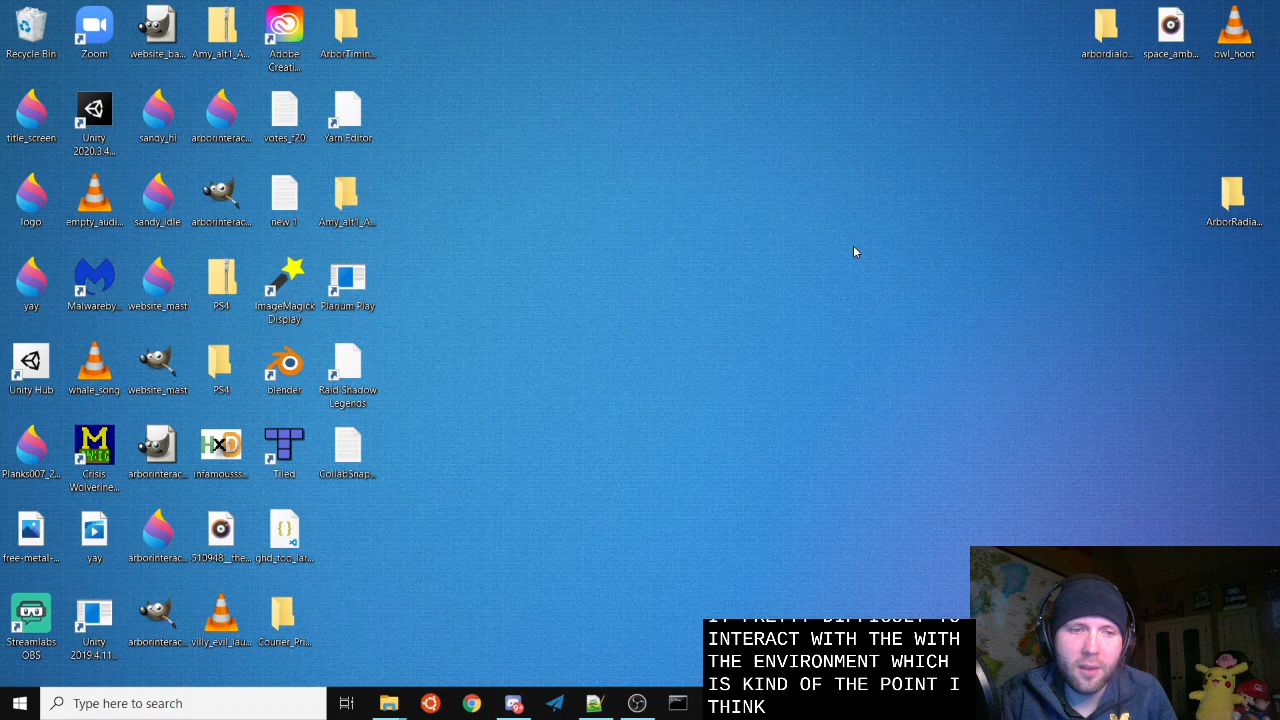 Recycle Bin
Zoom
website_ba...
Amy_alt1_A...
Adobe
Creati...
ArborTimin...
arbordialo...
space_amb...
owl_hoot
title_screen
Unity
2020.3.4...
sandy_hi
arborinterac...
votes_f20
Yarn Editor
logo
empty_audi...
sandy_idle
arborinterac...
new 1
Amy_alt1_A...
ArborRadia...
yay
Malwareby...
website_mast
PS4
ImageMagick
Display
Plarium Play
Unity Hub
whale_song
website_mast
PS4
blender
Raid Shadow
Legends
Planks007_2...
Crisis
Wolverine...
arborinterac...
infamousss...
Tiled
CollabSnap...
free-metal-...
yay
arborinterac...
510948__the...
ghd_too_lar...
Streamlabs
OBS
Unity
2019.4.11...
arborinterac...
villy_evil_lau...
Courier_Pri...
IT PRETTY DIFFICULT TO
INTERACT WITH THE WITH
THE ENVIRONMENT WHICH
IS KIND OF THE POINT I
THINK
Type here to search